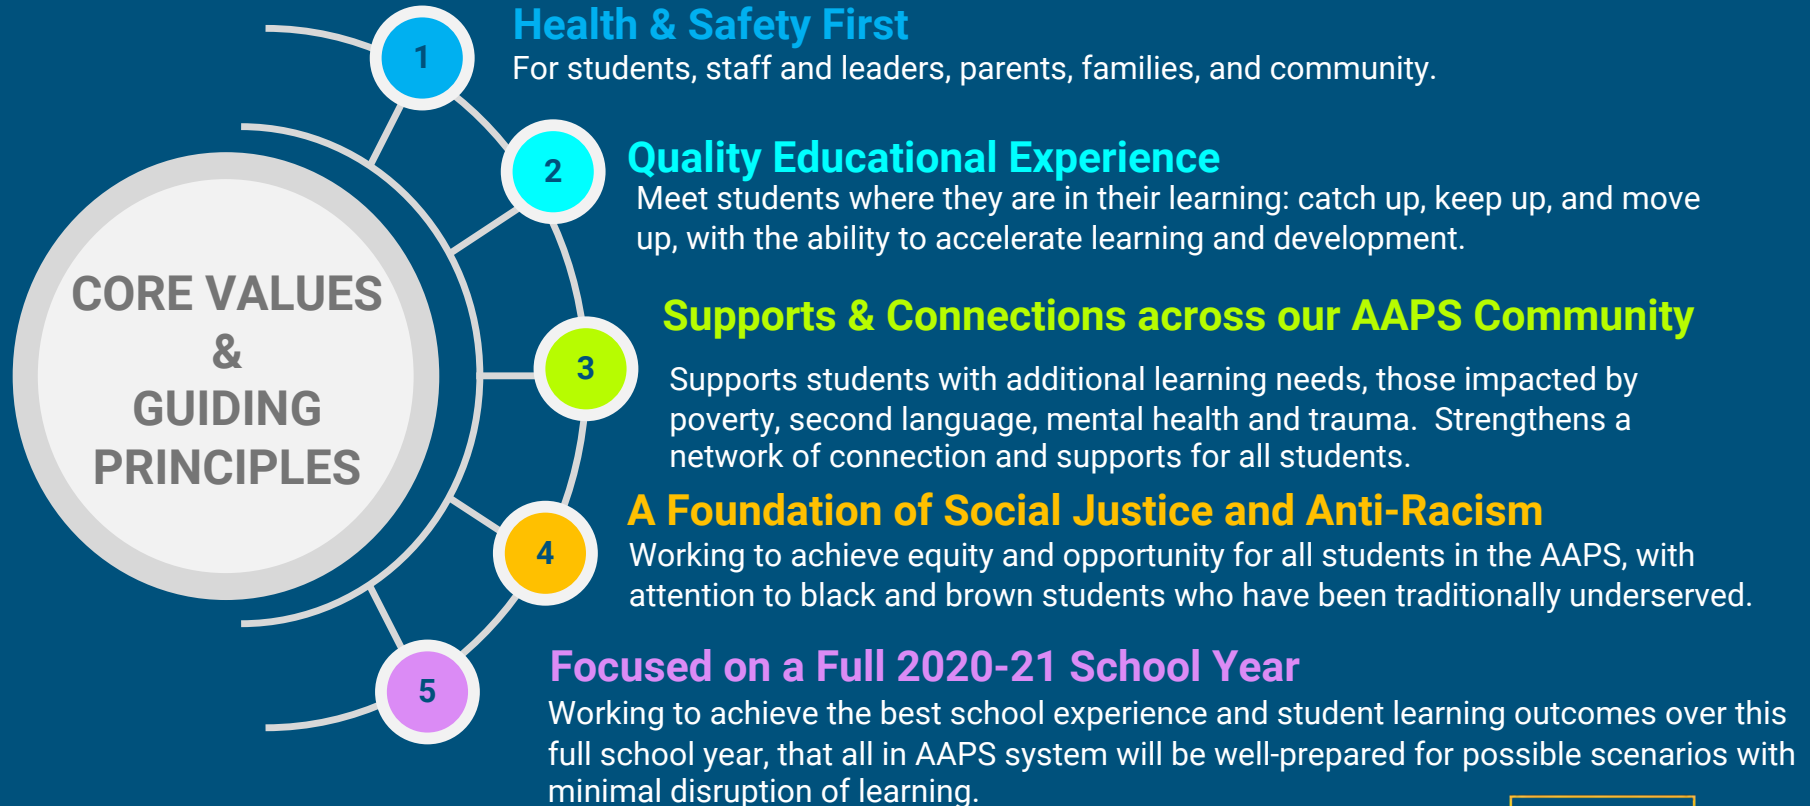 CORE VALUES
&
GUIDING
PRINCIPLES
1
Health & Safety First
For students, staff and leaders, parents, families, and community.
2
Quality Educational Experience
Meet students where they are in their learning: catch up, keep up, and move
up, with the ability to accelerate learning and development.
3
Supports & Connections across our AAPS Community
Supports students with additional learning needs, those impacted by
poverty, second language, mental health and trauma.  Strengthens a
network of connection and supports for all students.
4
A Foundation of Social Justice and Anti-Racism
Working to achieve equity and opportunity for all students in the AAPS, with
attention to black and brown students who have been traditionally underserved.
5
Focused on a Full 2020-21 School Year
Working to achieve the best school experience and student learning outcomes over this
full school year, that all in AAPS system will be well-prepared for possible scenarios with
minimal disruption of learning.